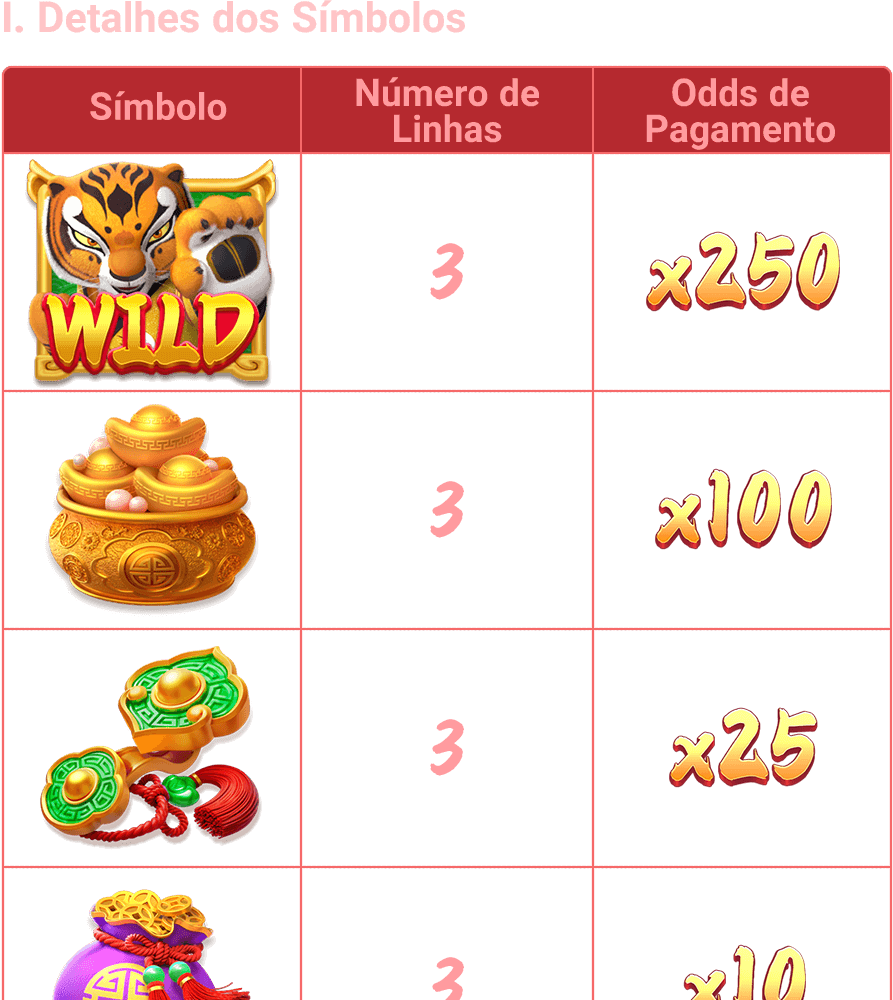 I. Detalhes dos Símbolos
Símbolo
Número de
Linhas
Odds de
Pagamento
WILD
3
x250
3
x100
3
x25
3
x10